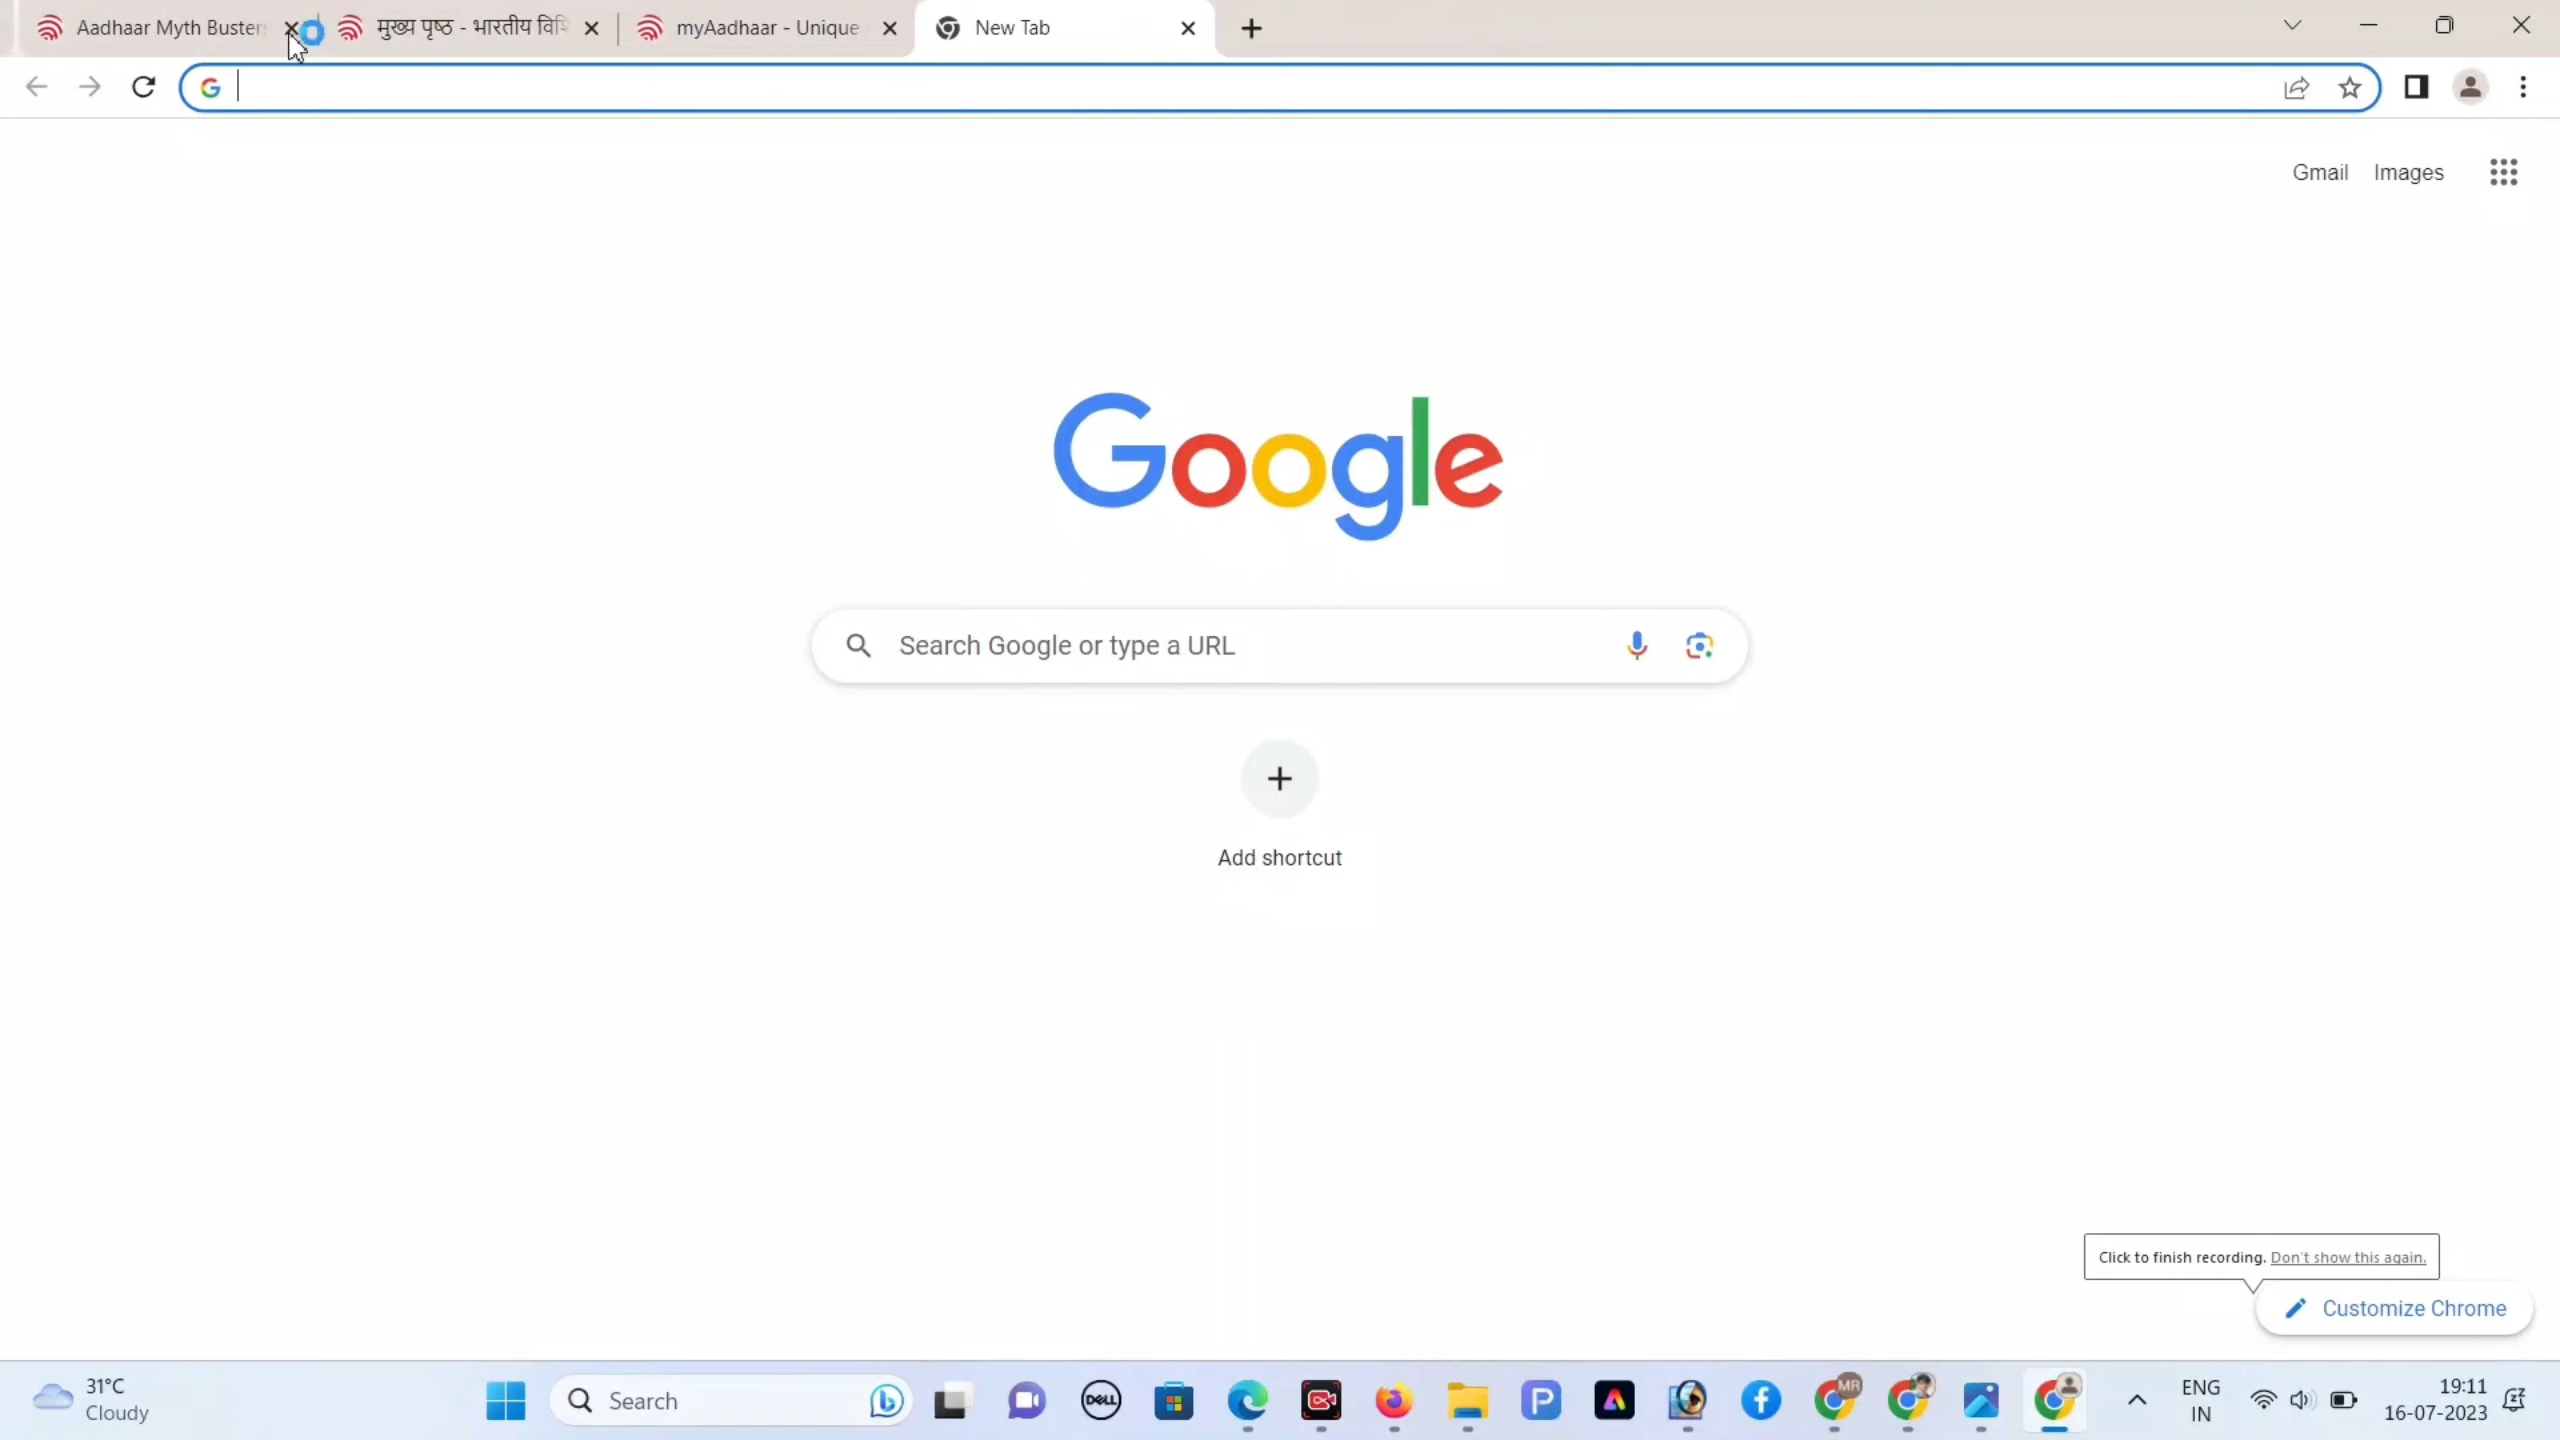 Aadhaar Myth Buster
मुख्य पृष्ठ - भारतीय
myAadhaar - Unique
New Tab
Gmail Images
Google
Search Google or type a URL
Add shortcut
Click to finish recording. Don't show this again.
Customize Chrome
31°C
Cloudy
Search
DELL
MR
ENG
IN
19:11
16-07-2023